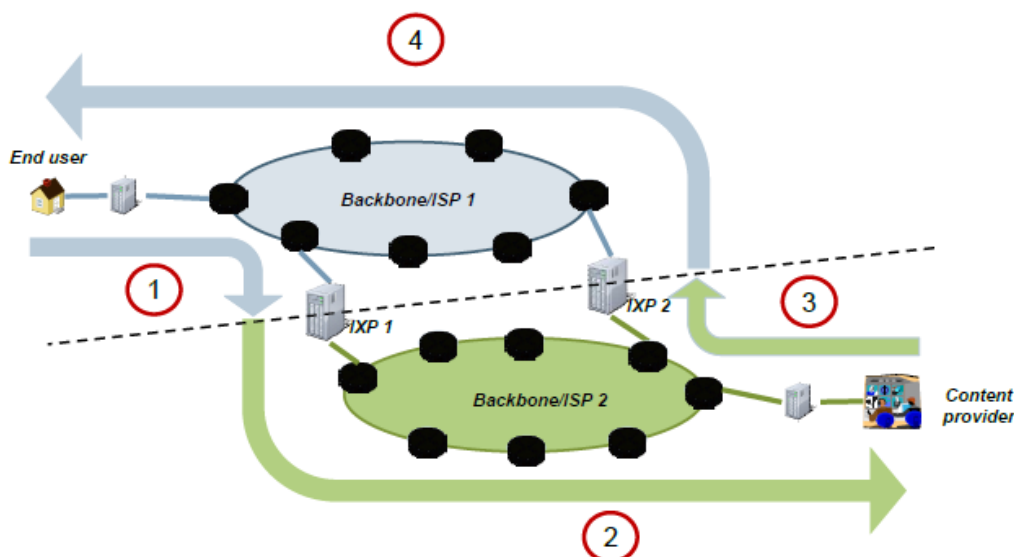 4
End user
Backbone/ISP 1
1
IXP 1
IXP 2
3
Backbone/ISP 2
Content
provider
2